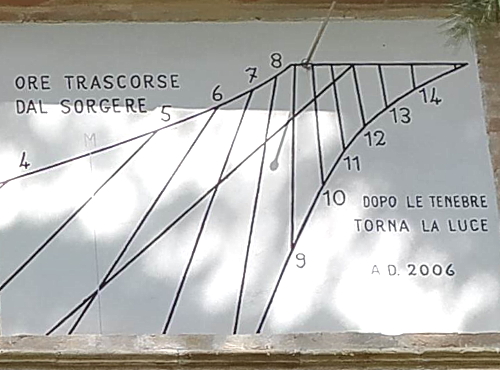 ORE TRASCORSE
DAL SORGERE
4
5
6
7
8
M
9
10
11
12
13
14
DOPO LE TENEBRE
TORNA LA LUCE
A.D. 2006